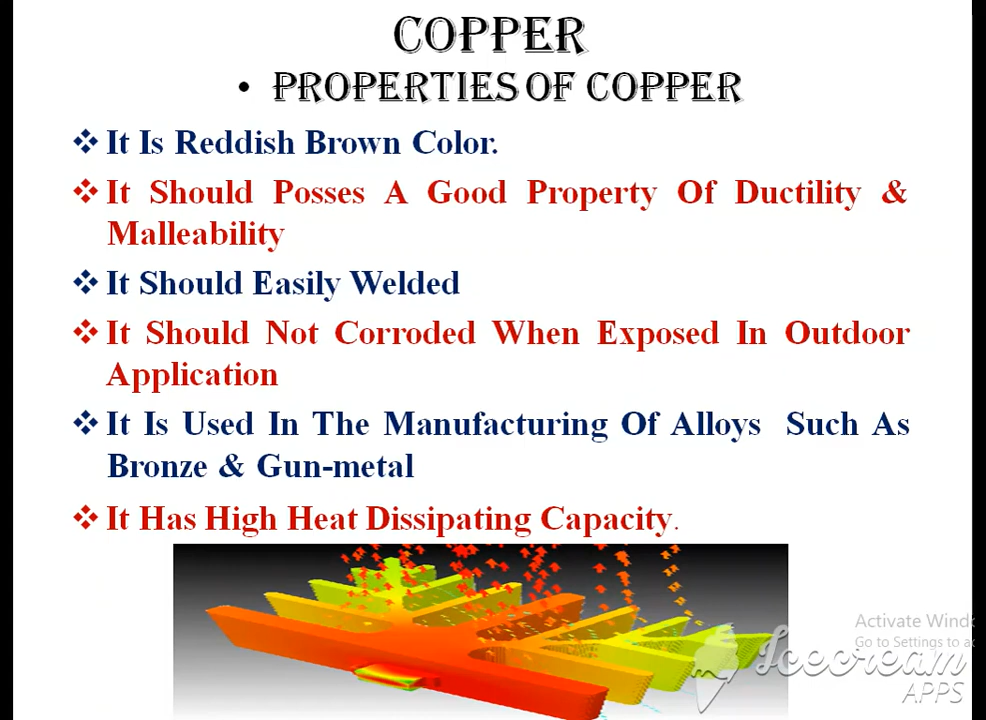 COPPER
• PROPERTIES OF COPPER
❖ It Is Reddish Brown Color.
❖ It Should Posses A Good Property Of Ductility &
Malleability
❖ It Should Easily Welded
❖ It Should Not Corroded When Exposed In Outdoor
Application
❖ It Is Used In The Manufacturing Of Alloys Such As
Bronze & Gun-metal
❖ It Has High Heat Dissipating Capacity.
Activate Wind
Go to Settings to a
Icecream
APPS